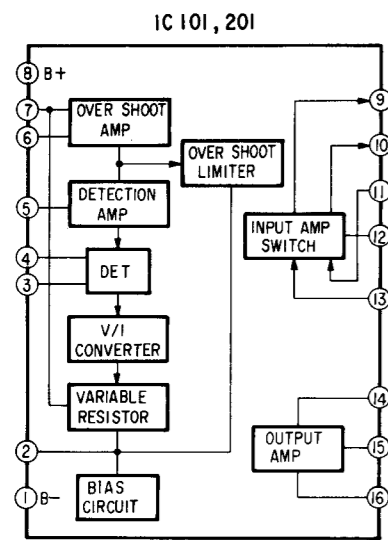 IC 101, 201
8 B+
7
6
5
4
3
2
1 B-
OVER SHOOT
AMP
OVER SHOOT
LIMITER
DETECTION
AMP
DET
V/I
CONVERTER
VARIABLE
RESISTOR
BIAS
CIRCUIT
9
10
11
INPUT AMP
SWITCH
12
13
14
OUTPUT
AMP
15
16